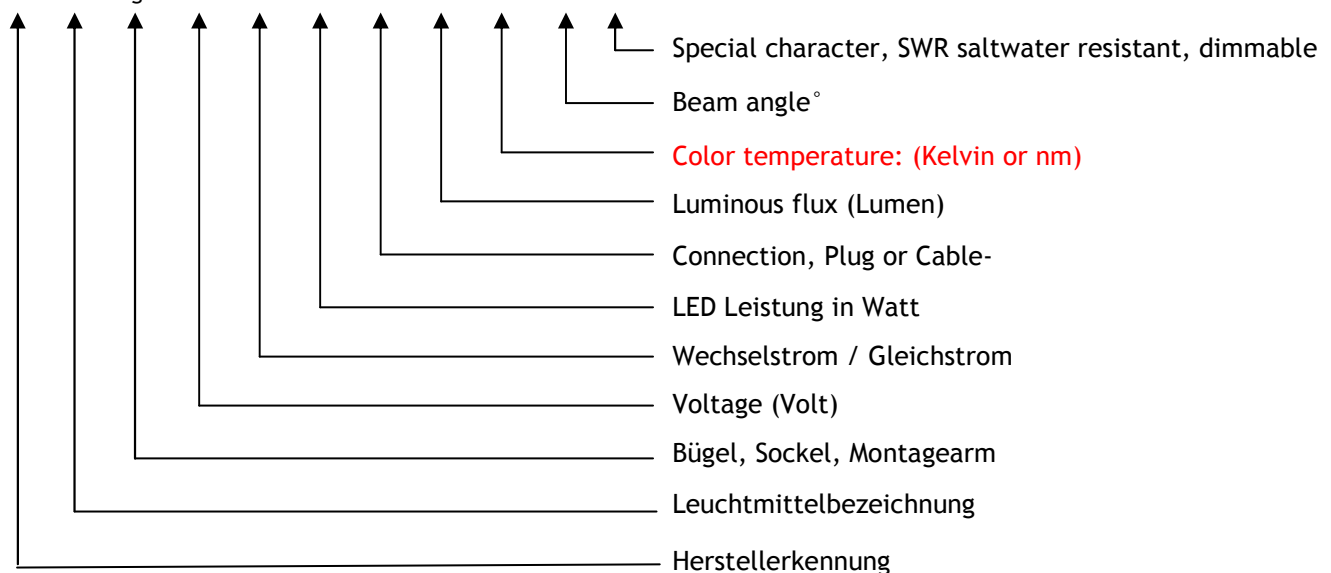 Special character, SWR saltwater resistant, dimmable
Beam angle°
Color temperature: (Kelvin or nm)
Luminous flux (Lumen)
Connection, Plug or Cable-
LED Leistung in Watt
Wechselstrom / Gleichstrom
Voltage (Volt)
Bügel, Sockel, Montagearm
Leuchtmittelbezeichnung
Herstellerkennung